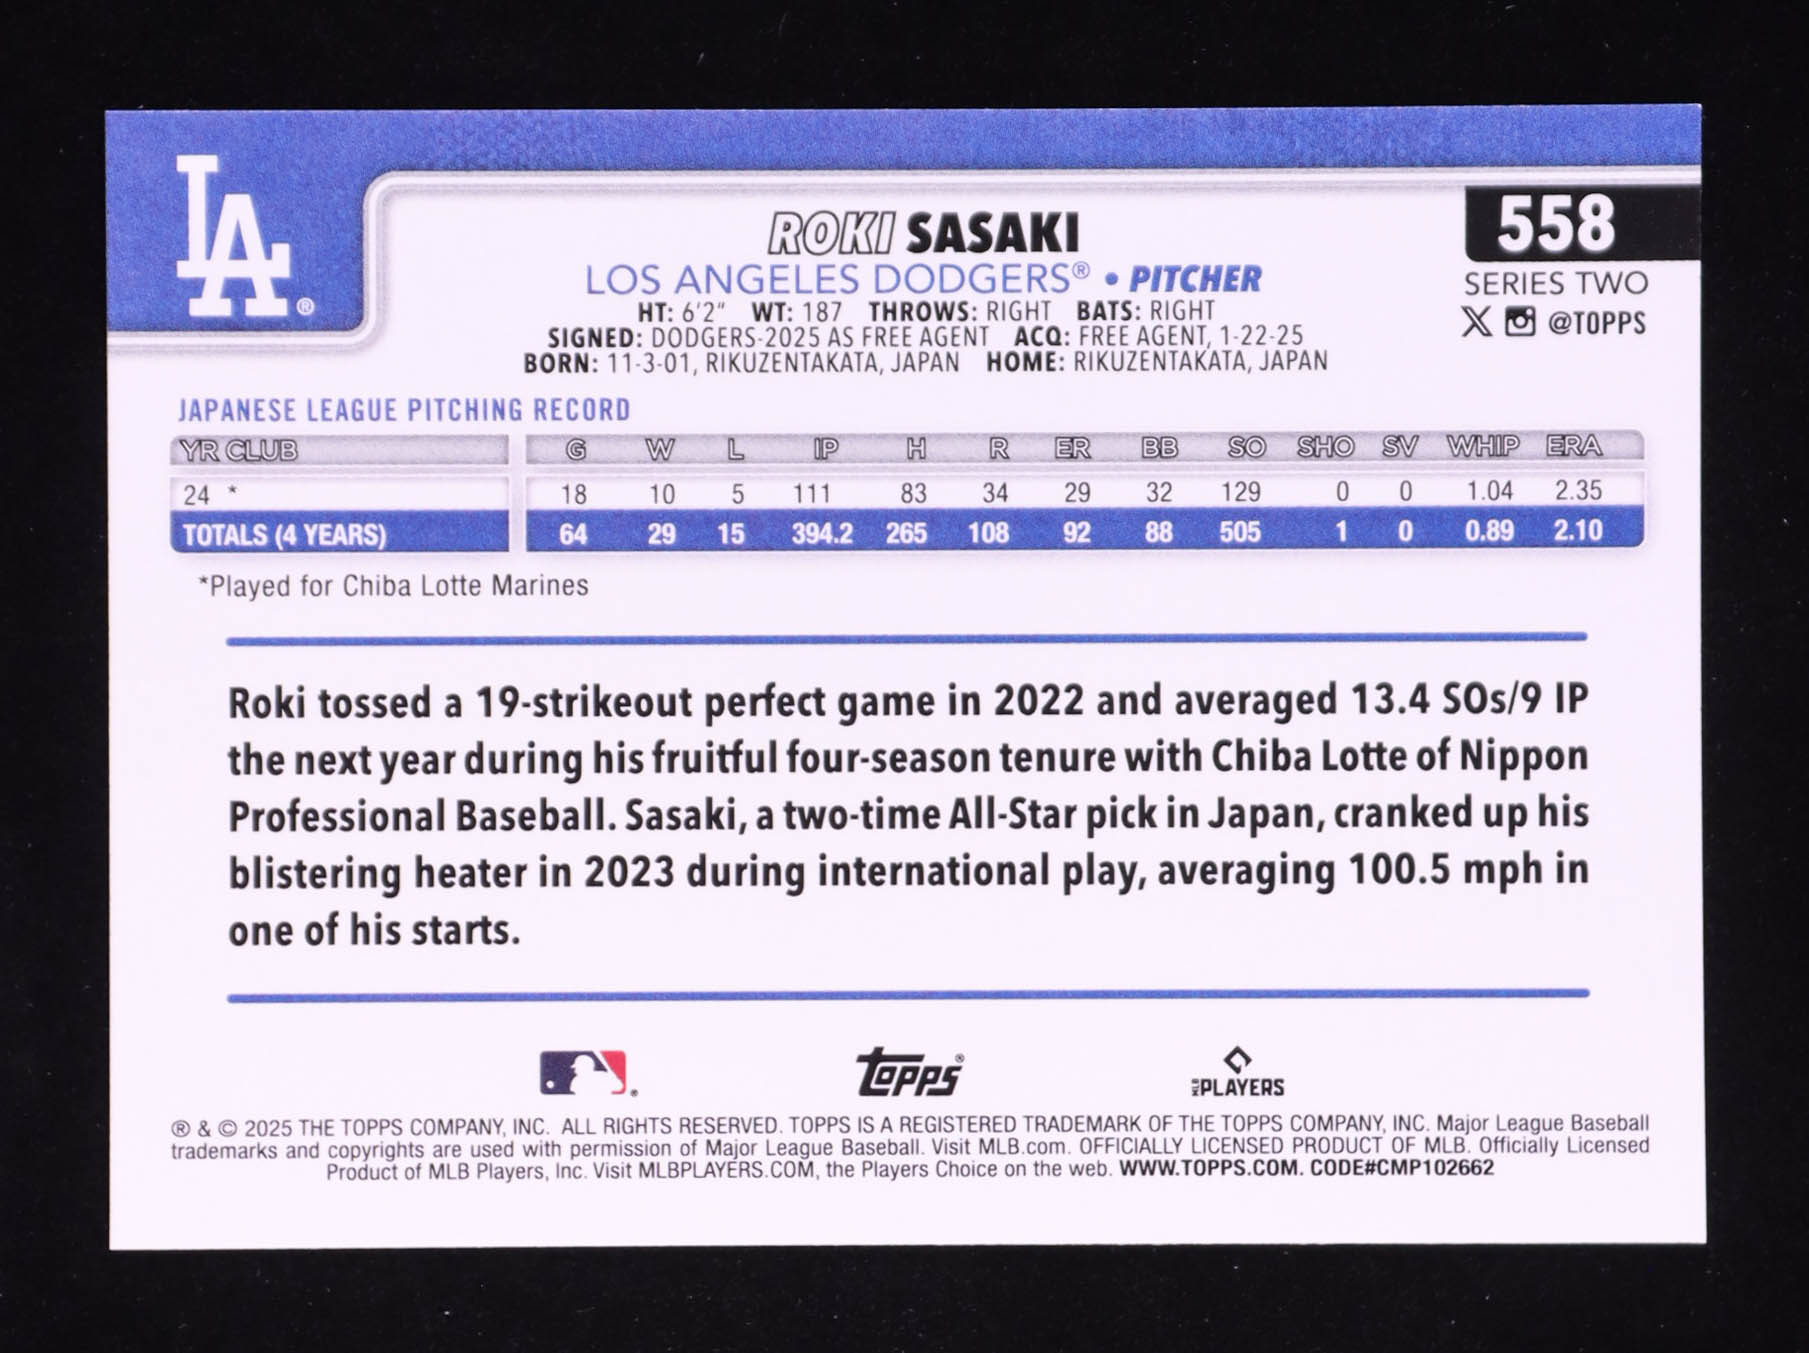 LA®
ROKI SASAKI
558
LOS ANGELES DODGERS® • PITCHER
SERIES TWO
HT: 6'2" WT: 187 THROWS: RIGHT BATS: RIGHT
X @TOPPS
SIGNED: DODGERS-2025 AS FREE AGENT ACQ: FREE AGENT, 1-22-25
BORN: 11-3-01, RIKUZENTAKATA, JAPAN HOME: RIKUZENTAKATA, JAPAN
JAPANESE LEAGUE PITCHING RECORD
YR CLUB G W L IP H R ER BB SO SHO SV WHIP ERA
24 * 18 10 5 111 83 34 29 32 129 0 0 1.04 2.35
TOTALS (4 YEARS) 64 29 15 394.2 265 108 92 88 505 1 0 0.89 2.10
*Played for Chiba Lotte Marines
Roki tossed a 19-strikeout perfect game in 2022 and averaged 13.4 SOs/9 IP
the next year during his fruitful four-season tenure with Chiba Lotte of Nippon
Professional Baseball. Sasaki, a two-time All-Star pick in Japan, cranked up his
blistering heater in 2023 during international play, averaging 100.5 mph in
one of his starts.
Topps®
MLB PLAYERS
® & © 2025 THE TOPPS COMPANY, INC. ALL RIGHTS RESERVED. TOPPS IS A REGISTERED TRADEMARK OF THE TOPPS COMPANY, INC. Major League Baseball
trademarks and copyrights are used with permission of Major League Baseball. Visit MLB.com. OFFICIALLY LICENSED PRODUCT OF MLB. Officially Licensed
Product of MLB Players, Inc. Visit MLBPLAYERS.COM, the Players Choice on the web. WWW.TOPPS.COM. CODE#CMP102662